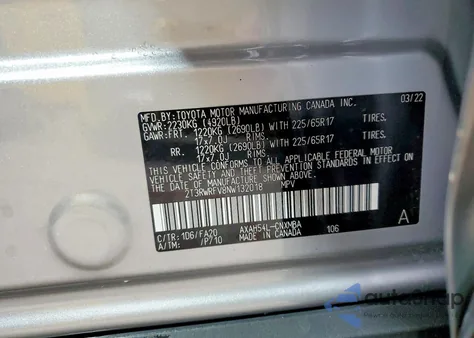 MFD.BY:TOYOTA MOTOR MANUFACTURING CANADA INC. 03/22
GVWR:2230KG (4920LB)
GAWR:FRT. 1220KG (2690LB) WITH 225/65R17 TIRES.
17x7.0J RIMS.
RR. 1220KG (2690LB) WITH 225/65R17 TIRES.
17x7.0J RIMS
THIS VEHICLE CONFORMS TO ALL APPLICABLE FEDERAL MOTOR
VEHICLE SAFETY AND THEFT PREVENTION STANDARDS IN EFFECT ON
THE DATE OF MANUFACTURE SHOWN ABOVE.
2T3RWRFV8NW132018 MPV
C/TR:1D6/FA20 AXAH54L-CNXMBA A
A/TM: /P710 MADE IN CANADA 106
autosnap